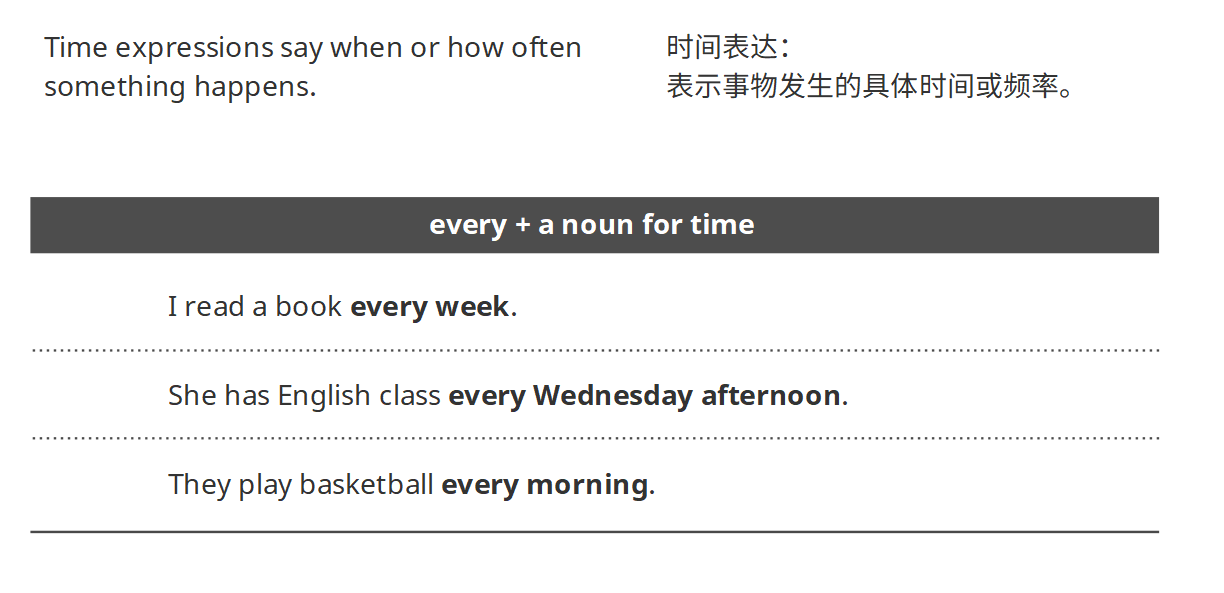 Time expressions say when or how often
something happens.
时间表达：
表示事物发生的具体时间或频率。
every + a noun for time
I read a book every week.
She has English class every Wednesday afternoon.
They play basketball every morning.